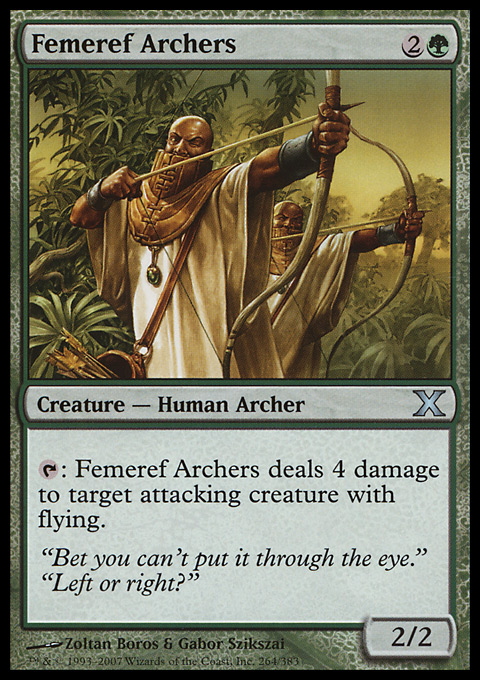 Femeref Archers 2
Creature — Human Archer X
: Femeref Archers deals 4 damage
to target attacking creature with
flying.
“Bet you can’t put it through the eye.”
“Left or right?”
Zoltan Boros & Gabor Szikszai
2/2
™ & © 1993–2007 Wizards of the Coast, Inc. 264/383